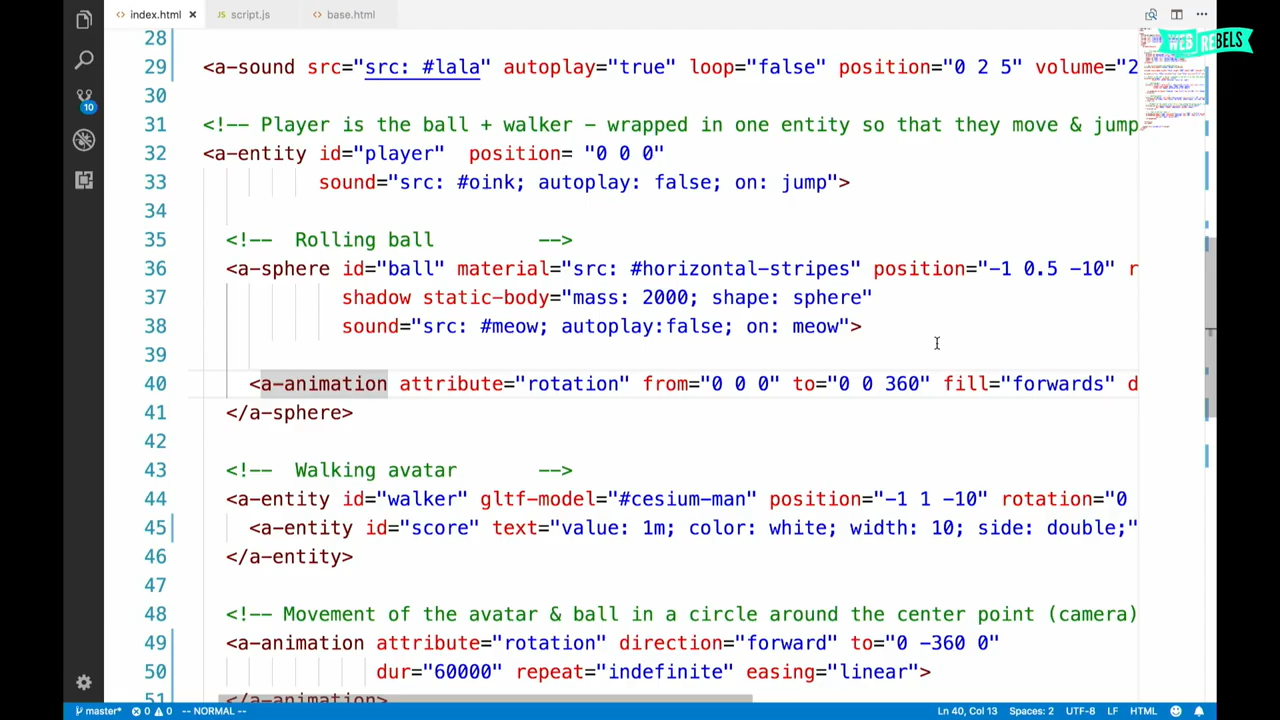 index.html script.js base.html
WEB REBELS
28
29 <a-sound src="src: #lala" autoplay="true" loop="false" position="0 2 5" volume="2
30
31 <!-- Player is the ball + walker - wrapped in one entity so that they move & jump
32 <a-entity id="player" position= "0 0 0"
33 sound="src: #oink; autoplay: false; on: jump">
34
35 <!-- Rolling ball -->
36 <a-sphere id="ball" material="src: #horizontal-stripes" position="-1 0.5 -10" r
37 shadow static-body="mass: 2000; shape: sphere"
38 sound="src: #meow; autoplay:false; on: meow">
39
40 <a-animation attribute="rotation" from="0 0 0" to="0 0 360" fill="forwards" d
41 </a-sphere>
42
43 <!-- Walking avatar -->
44 <a-entity id="walker" gltf-model="#cesium-man" position="-1 1 -10" rotation="0
45 <a-entity id="score" text="value: 1m; color: white; width: 10; side: double;"
46 </a-entity>
47
48 <!-- Movement of the avatar & ball in a circle around the center point (camera)
49 <a-animation attribute="rotation" direction="forward" to="0 -360 0"
50 dur="60000" repeat="indefinite" easing="linear">
51 </a-animation>
10
master* 0 0 -- NORMAL -- Ln 40, Col 13 Spaces: 2 UTF-8 LF HTML